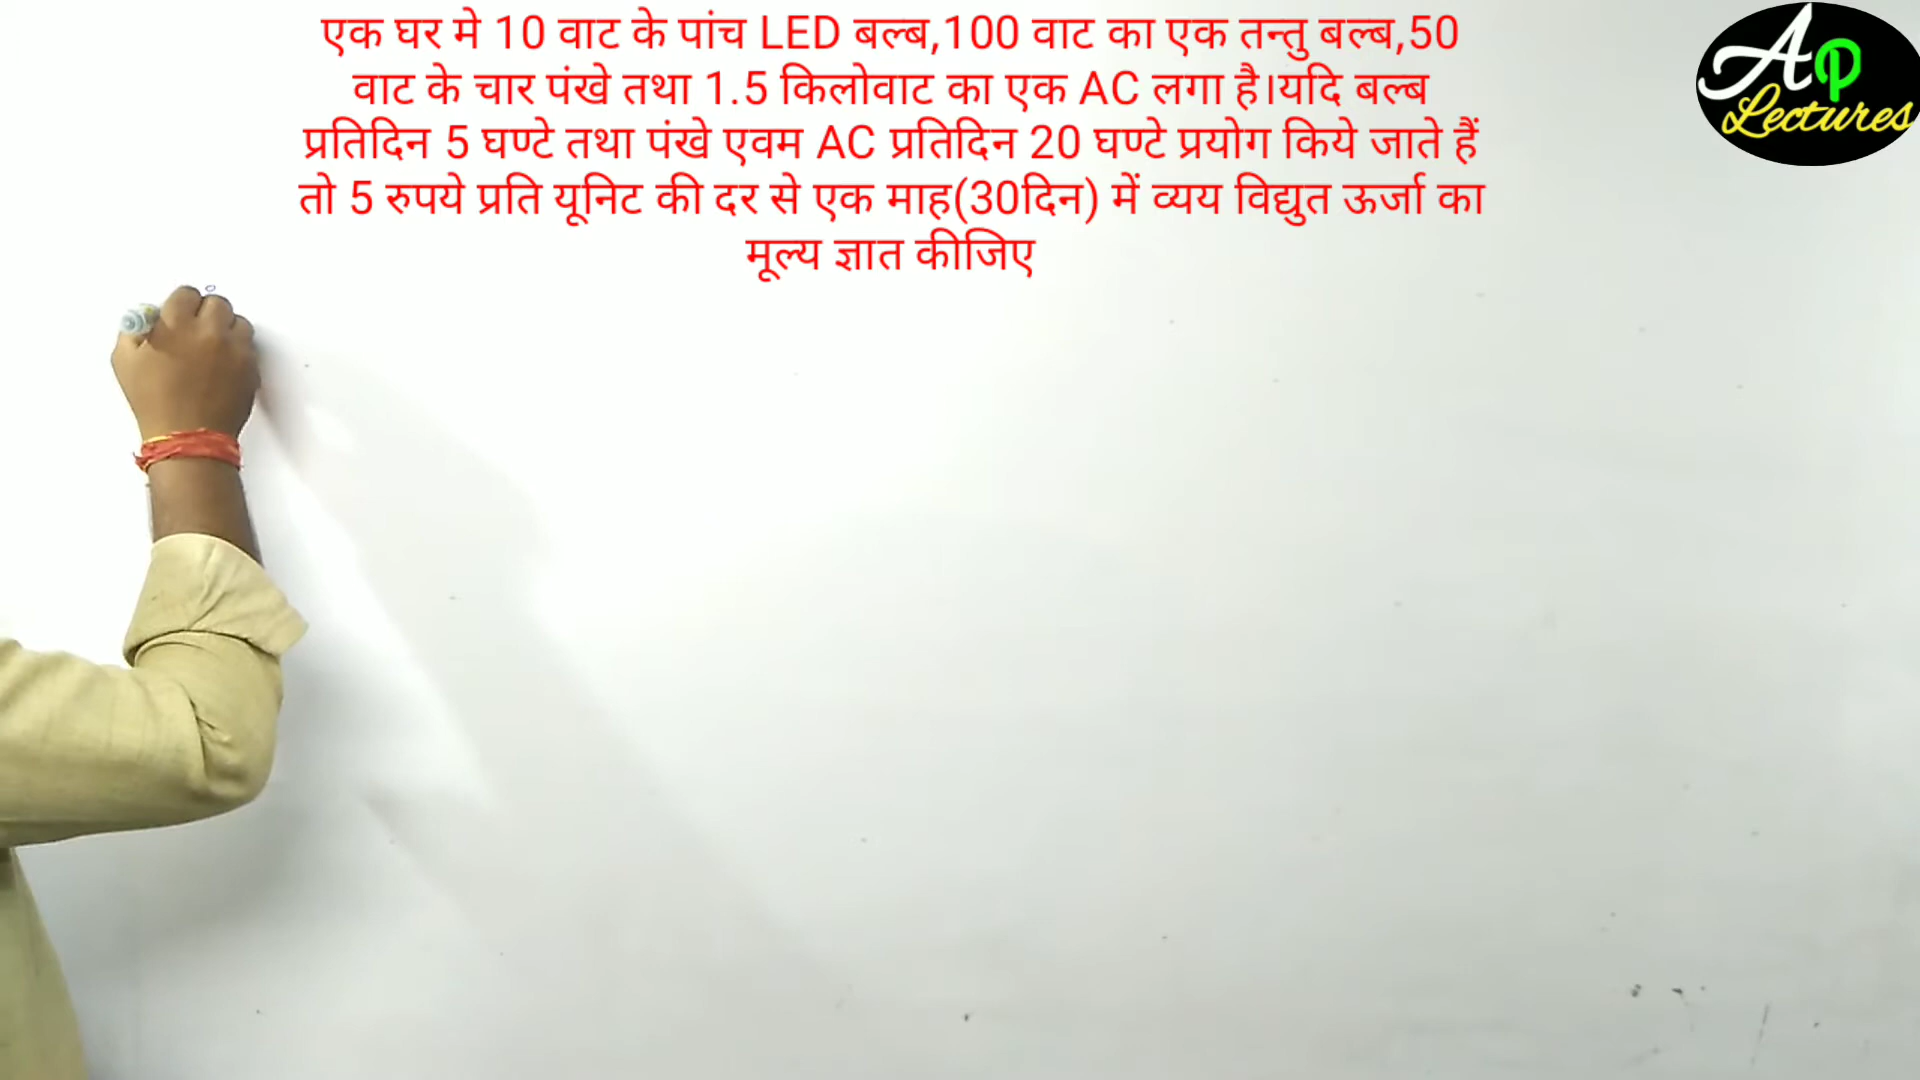 एक घर मे 10 वाट के पांच LED बल्ब,100 वाट का एक तन्तु बल्ब,50
वाट के चार पंखे तथा 1.5 किलोवाट का एक AC लगा है।यदि बल्ब
प्रतिदिन 5 घण्टे तथा पंखे एवम AC प्रतिदिन 20 घण्टे प्रयोग किये जाते हैं
तो 5 रुपये प्रति यूनिट की दर से एक माह(30दिन) में व्यय विद्युत ऊर्जा का
मूल्य ज्ञात कीजिए
Ap
Lectures